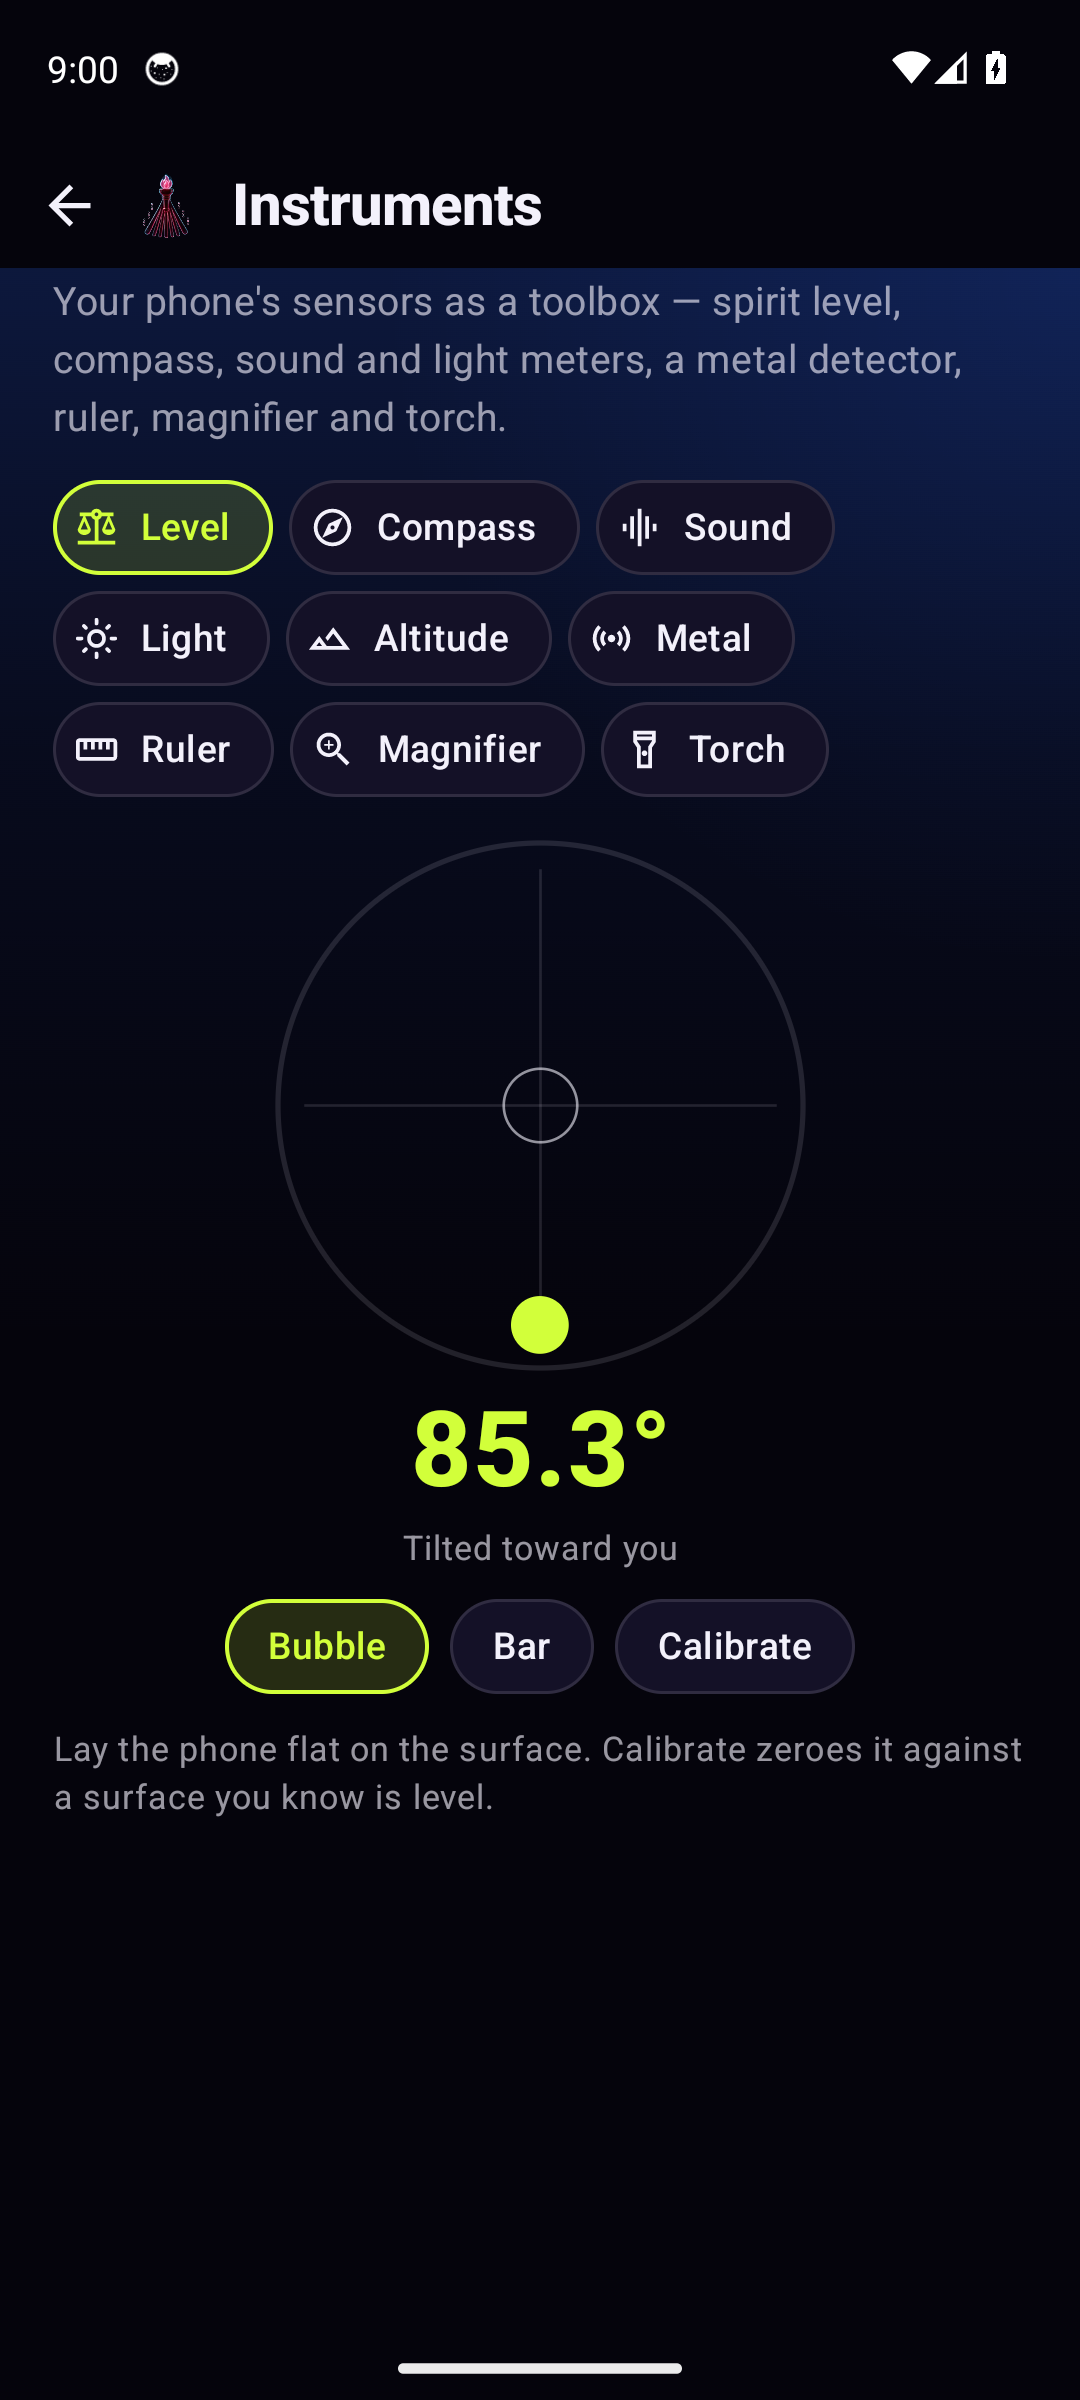 9:00
Instruments
Your phone's sensors as a toolbox — spirit level,
compass, sound and light meters, a metal detector,
ruler, magnifier and torch.
Level
Compass
Sound
Light
Altitude
Metal
Ruler
Magnifier
Torch
85.3°
Tilted toward you
Bubble
Bar
Calibrate
Lay the phone flat on the surface. Calibrate zeroes it against
a surface you know is level.